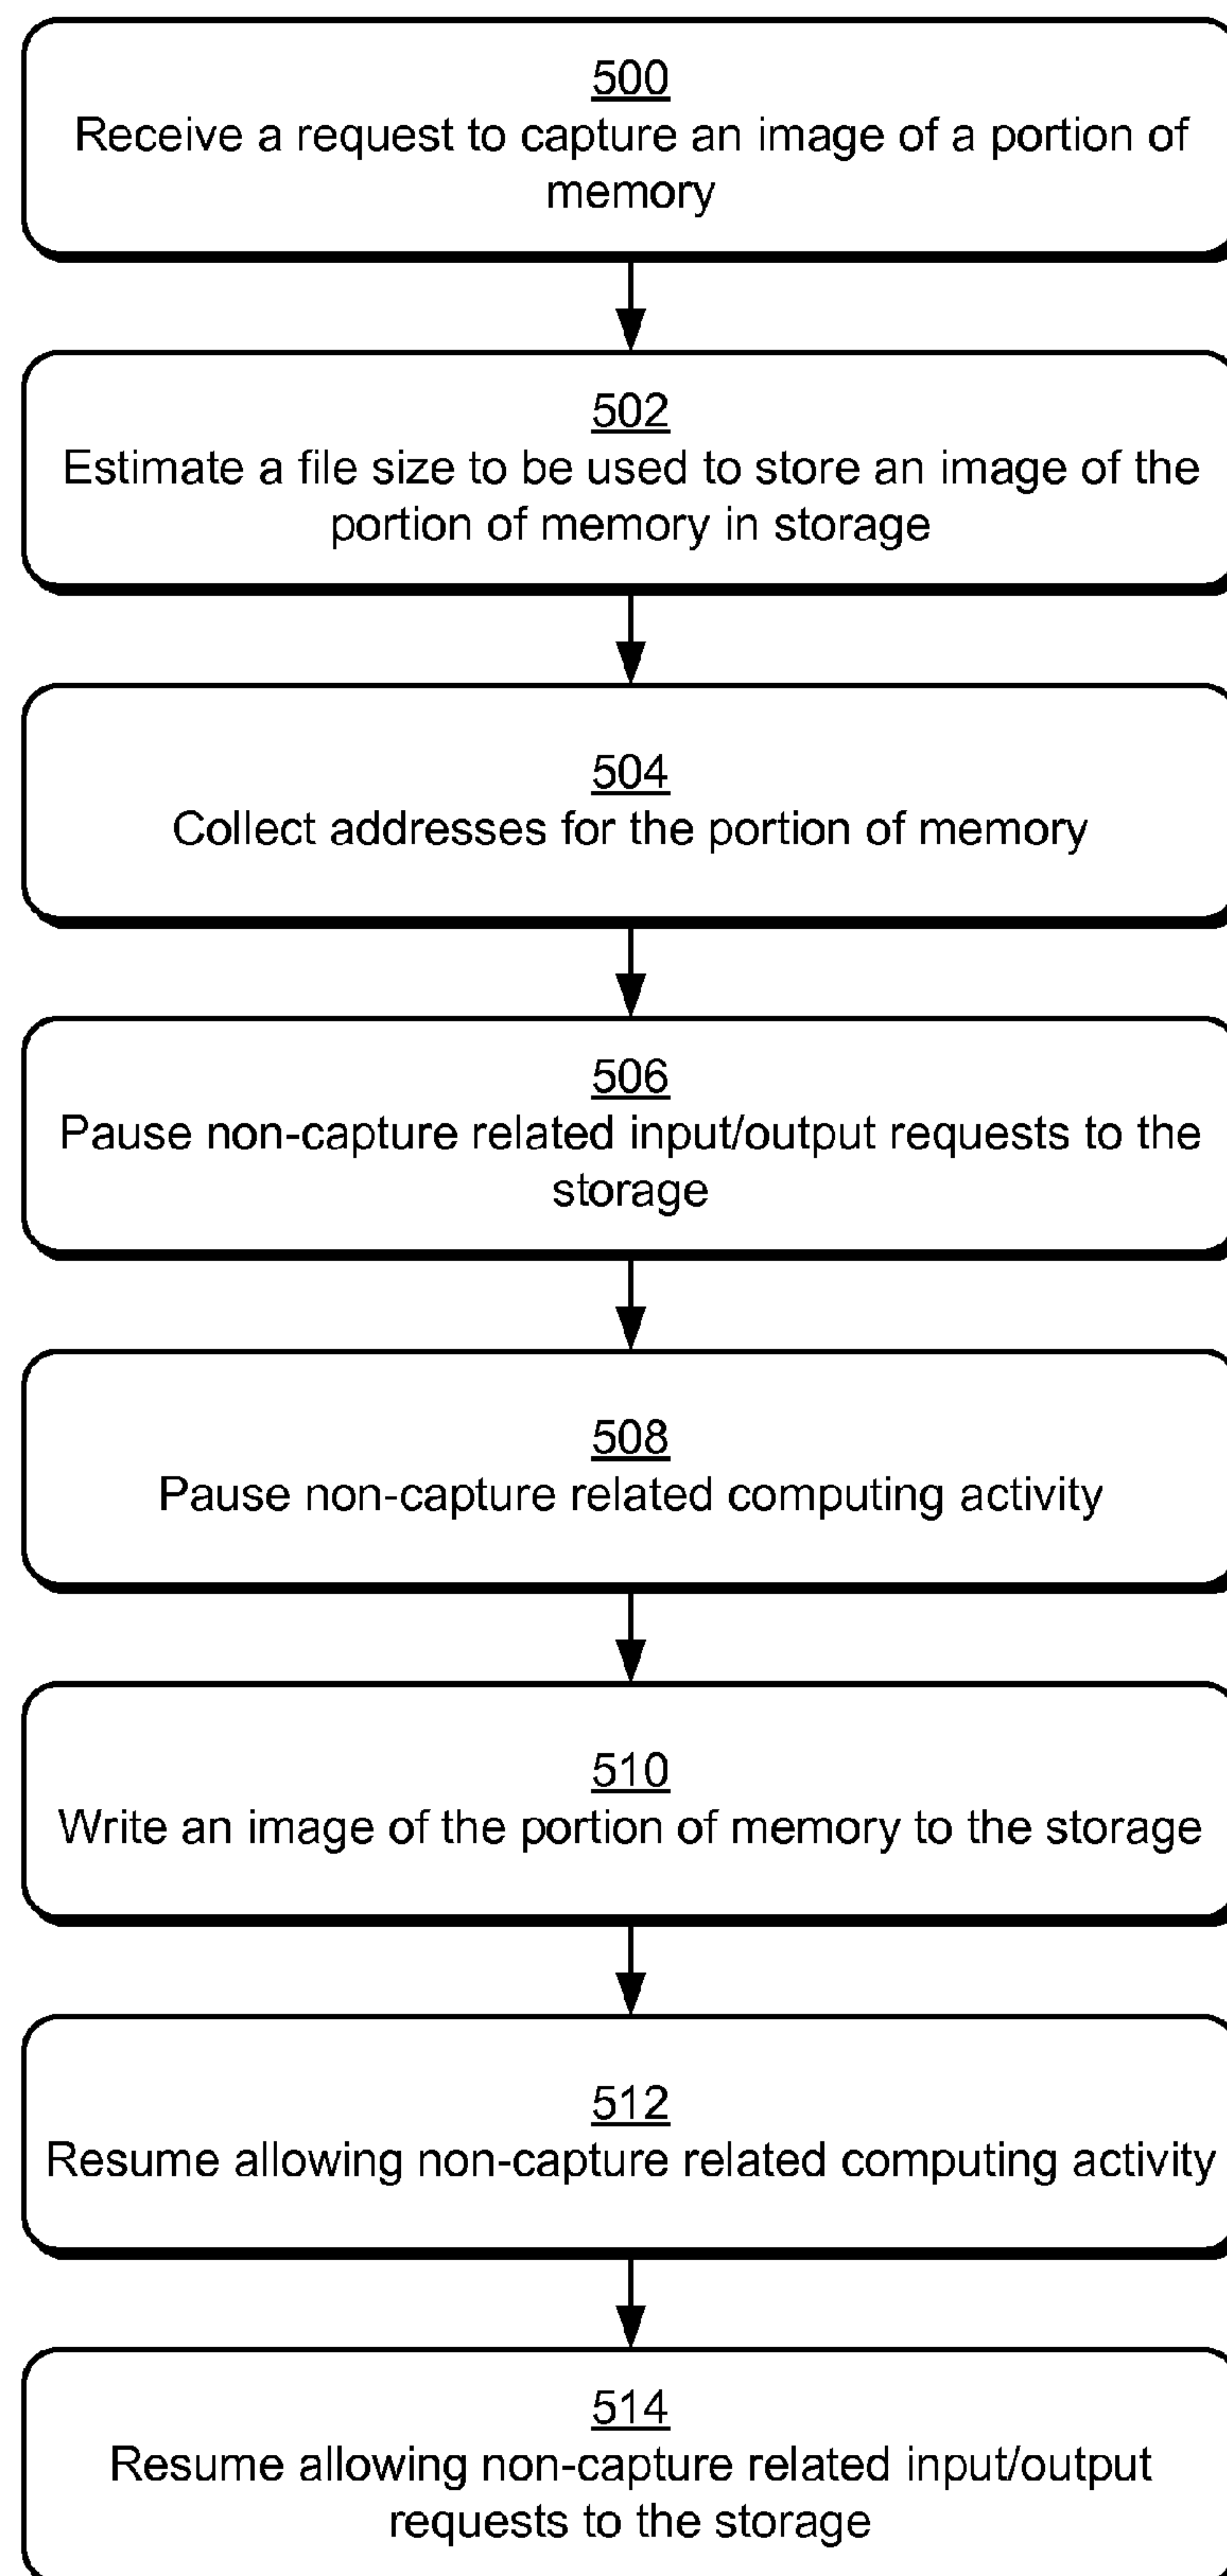 500
Receive a request to capture an image of a portion of
memory
502
Estimate a file size to be used to store an image of the
portion of memory in storage
504
Collect addresses for the portion of memory
506
Pause non-capture related input/output requests to the
storage
508
Pause non-capture related computing activity
510
Write an image of the portion of memory to the storage
512
Resume allowing non-capture related computing activity
514
Resume allowing non-capture related input/output
requests to the storage